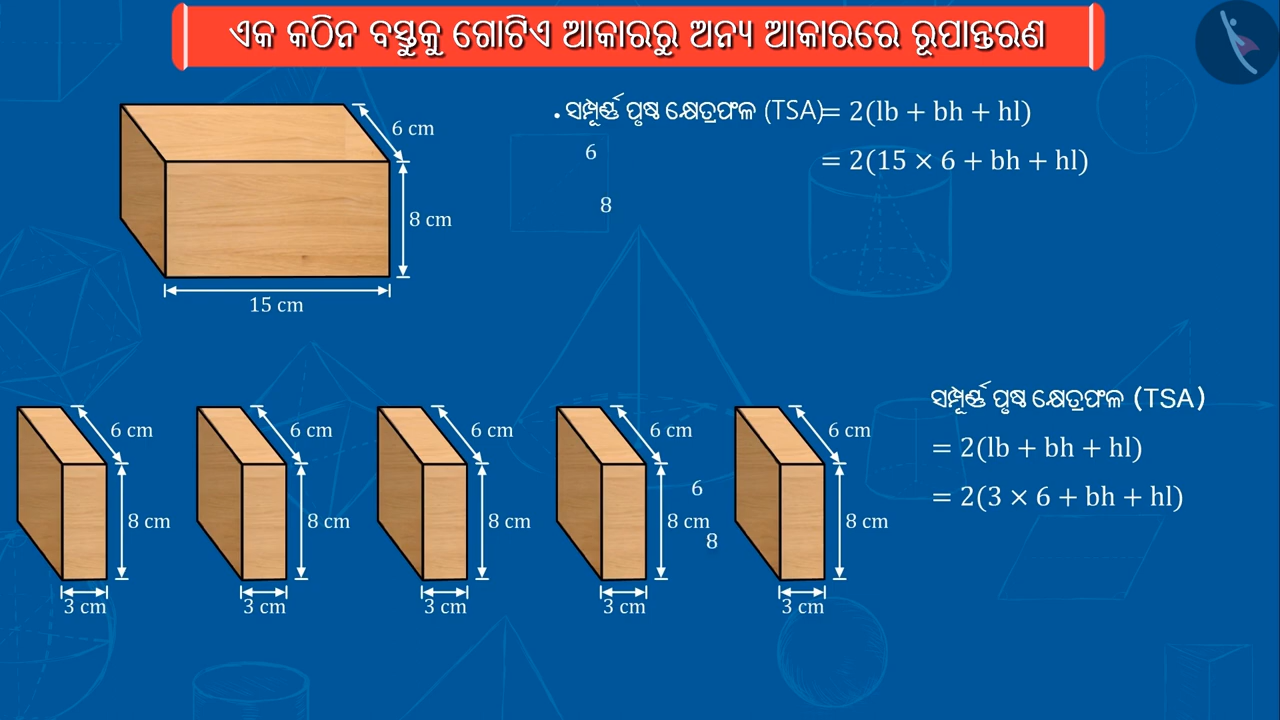 ଏକ କଠିନ ବସ୍ତୁକୁ ଗୋଟିଏ ଆକାରରୁ ଅନ୍ୟ ଆକାରରେ ରୂପାନ୍ତରଣ
. ସମ୍ପୂର୍ଣ୍ଣ ପୃଷ୍ଠ କ୍ଷେତ୍ରଫଳ (TSA)= 2(lb + bh + hl)
= 2(15 × 6 + bh + hl)
6
8
6 cm
8 cm
15 cm
ସମ୍ପୂର୍ଣ୍ଣ ପୃଷ୍ଠ କ୍ଷେତ୍ରଫଳ (TSA)
= 2(lb + bh + hl)
= 2(3 × 6 + bh + hl)
6 cm 6 cm 6 cm 6 cm 6 cm
6
8 cm 8 cm 8 cm 8 cm 8 cm
8
3 cm 3 cm 3 cm 3 cm 3 cm